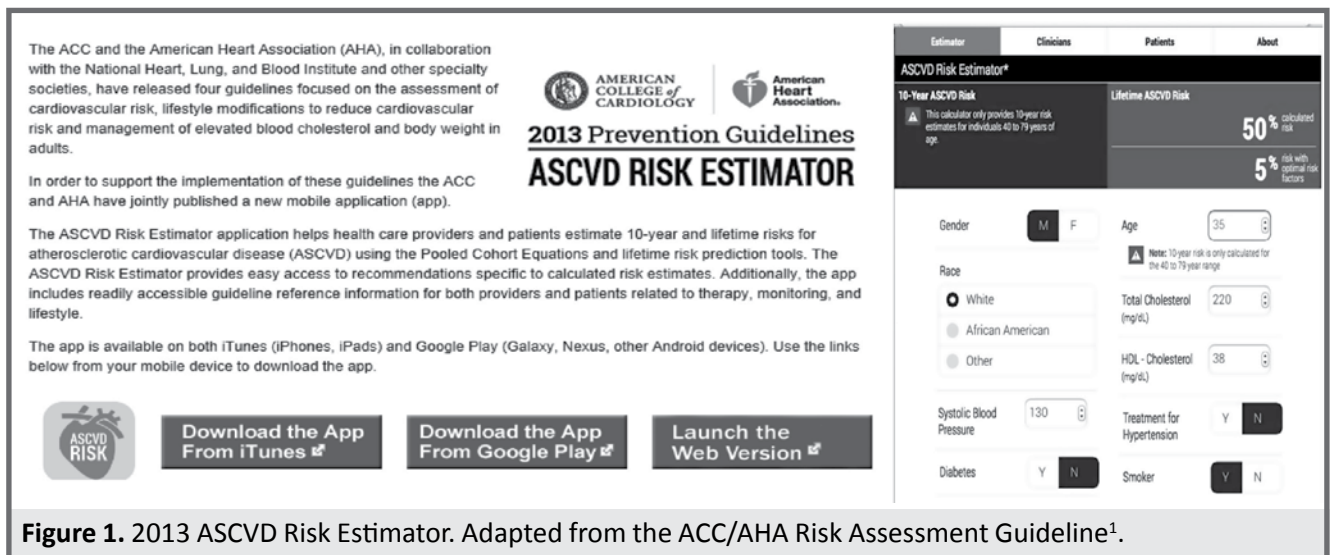 The ACC and the American Heart Association (AHA), in collaboration
with the National Heart, Lung, and Blood Institute and other specialty
societies, have released four guidelines focused on the assessment of
cardiovascular risk, lifestyle modifications to reduce cardiovascular
risk and management of elevated blood cholesterol and body weight in
adults.
In order to support the implementation of these guidelines the ACC
and AHA have jointly published a new mobile application (app).
AMERICAN
COLLEGE of
CARDIOLOGY
American
Heart
Association®
2013 Prevention Guidelines
ASCVD RISK ESTIMATOR
The ASCVD Risk Estimator application helps health care providers and patients estimate 10-year and lifetime risks for
atherosclerotic cardiovascular disease (ASCVD) using the Pooled Cohort Equations and lifetime risk prediction tools. The
ASCVD Risk Estimator provides easy access to recommendations specific to calculated risk estimates. Additionally, the app
includes readily accessible guideline reference information for both providers and patients related to therapy, monitoring, and
lifestyle.
The app is available on both iTunes (iPhones, iPads) and Google Play (Galaxy, Nexus, other Android devices). Use the links
below from your mobile device to download the app.
ASCVD
RISK
Download the App
From iTunes
Download the App
From Google Play
Launch the
Web Version
Estimator Clinicians Patients About
ASCVD Risk Estimator*
10-Year ASCVD Risk
This calculator only provides 10-year risk
estimates for individuals 40 to 79 years of
age.
Lifetime ASCVD Risk
50% calculated
risk
5% risk with
optimal risk
factors
Gender M F
Age 35
Note: 10-year risk is only calculated for
the 40 to 79 year range
Race
White
African American
Other
Total Cholesterol 220
(mg/dL)
HDL - Cholesterol 38
(mg/dL)
Systolic Blood 130
Pressure
Treatment for Y N
Hypertension
Diabetes Y N
Smoker Y N
Figure 1. 2013 ASCVD Risk Estimator. Adapted from the ACC/AHA Risk Assessment Guideline¹.